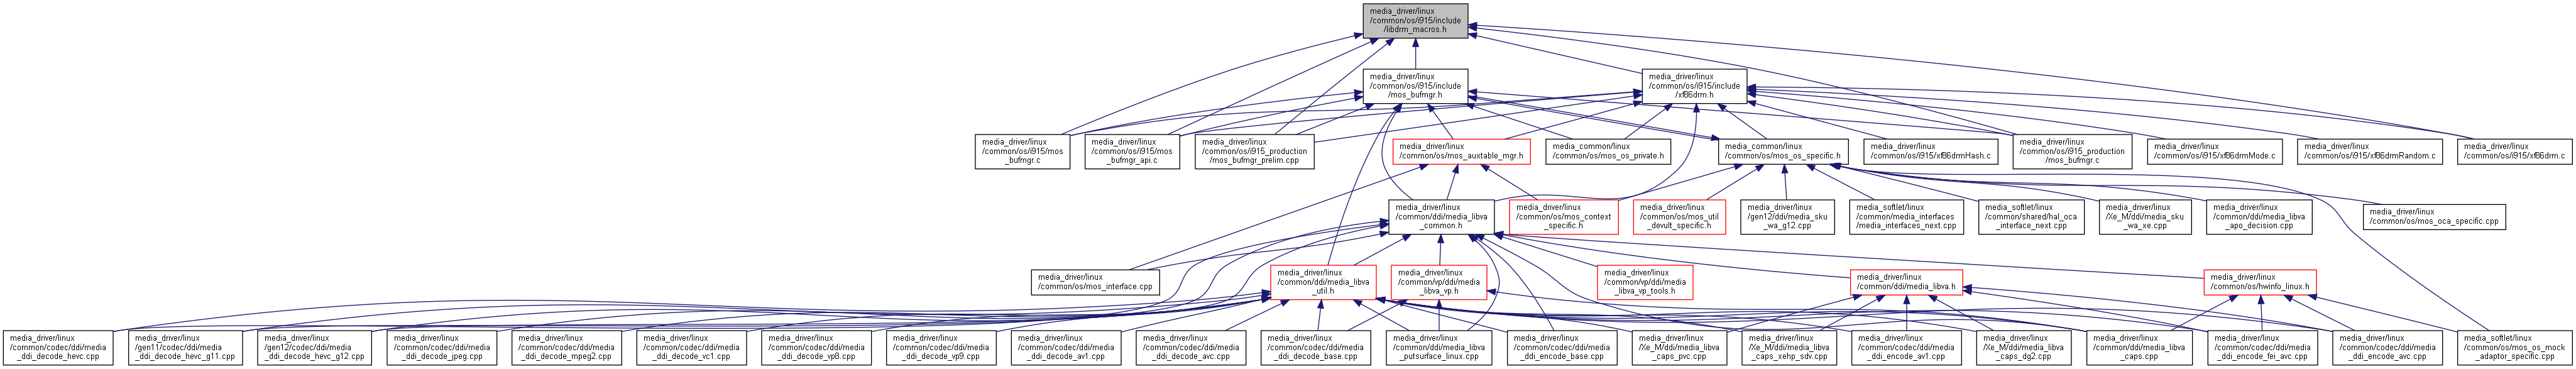 media_driver/linux
/common/os/i915/include
/libdrm_macros.h
media_driver/linux
/common/os/i915/include
/mos_bufmgr.h
media_driver/linux
/common/os/i915/include
/xf86drm.h
media_driver/linux
/common/os/i915/mos
_bufmgr.c
media_driver/linux
/common/os/i915/mos
_bufmgr_api.c
media_driver/linux
/common/os/i915_production
/mos_bufmgr_prelim.cpp
media_driver/linux
/common/os/mos_auxtable_mgr.h
media_common/linux
/common/os/mos_os_private.h
media_common/linux
/common/os/mos_os_specific.h
media_driver/linux
/common/os/i915/xf86drmHash.c
media_driver/linux
/common/os/i915_production
/mos_bufmgr.c
media_driver/linux
/common/os/i915/xf86drmMode.c
media_driver/linux
/common/os/i915/xf86drmRandom.c
media_driver/linux
/common/os/i915/xf86drm.c
media_driver/linux
/common/ddi/media_libva
_common.h
media_driver/linux
/common/os/mos_context
_specific.h
media_driver/linux
/common/os/mos_util
_devult_specific.h
media_driver/linux
/gen12/ddi/media_sku
_wa_g12.cpp
media_softlet/linux
/common/media_interfaces
/media_interfaces_next.cpp
media_softlet/linux
/common/shared/hal_oca
_interface_next.cpp
media_driver/linux
/Xe_M/ddi/media_sku
_wa_xe.cpp
media_driver/linux
/common/ddi/media_libva
_apo_decision.cpp
media_driver/linux
/common/os/mos_oca_specific.cpp
media_driver/linux
/common/os/mos_interface.cpp
media_driver/linux
/common/ddi/media_libva
_util.h
media_driver/linux
/common/vp/ddi/media
_libva_vp.h
media_driver/linux
/common/vp/ddi/media
_libva_vp_tools.h
media_driver/linux
/common/ddi/media_libva.h
media_driver/linux
/common/os/hwinfo_linux.h
media_driver/linux
/common/codec/ddi/media
_ddi_decode_hevc.cpp
media_driver/linux
/gen11/codec/ddi/media
_ddi_decode_hevc_g11.cpp
media_driver/linux
/gen12/codec/ddi/media
_ddi_decode_hevc_g12.cpp
media_driver/linux
/common/codec/ddi/media
_ddi_decode_jpeg.cpp
media_driver/linux
/common/codec/ddi/media
_ddi_decode_mpeg2.cpp
media_driver/linux
/common/codec/ddi/media
_ddi_decode_vc1.cpp
media_driver/linux
/common/codec/ddi/media
_ddi_decode_vp8.cpp
media_driver/linux
/common/codec/ddi/media
_ddi_decode_vp9.cpp
media_driver/linux
/common/codec/ddi/media
_ddi_decode_av1.cpp
media_driver/linux
/common/codec/ddi/media
_ddi_decode_avc.cpp
media_driver/linux
/common/codec/ddi/media
_ddi_decode_base.cpp
media_driver/linux
/common/ddi/media_libva
_putsurface_linux.cpp
media_driver/linux
/common/codec/ddi/media
_ddi_encode_base.cpp
media_driver/linux
/Xe_M/ddi/media_libva
_caps_pvc.cpp
media_driver/linux
/Xe_M/ddi/media_libva
_caps_xehp_sdv.cpp
media_driver/linux
/common/codec/ddi/media
_ddi_encode_av1.cpp
media_driver/linux
/Xe_M/ddi/media_libva
_caps_dg2.cpp
media_driver/linux
/common/ddi/media_libva
_caps.cpp
media_driver/linux
/common/codec/ddi/media
_ddi_encode_fei_avc.cpp
media_driver/linux
/common/codec/ddi/media
_ddi_encode_avc.cpp
media_softlet/linux
/common/os/mos_os_mock
_adaptor_specific.cpp